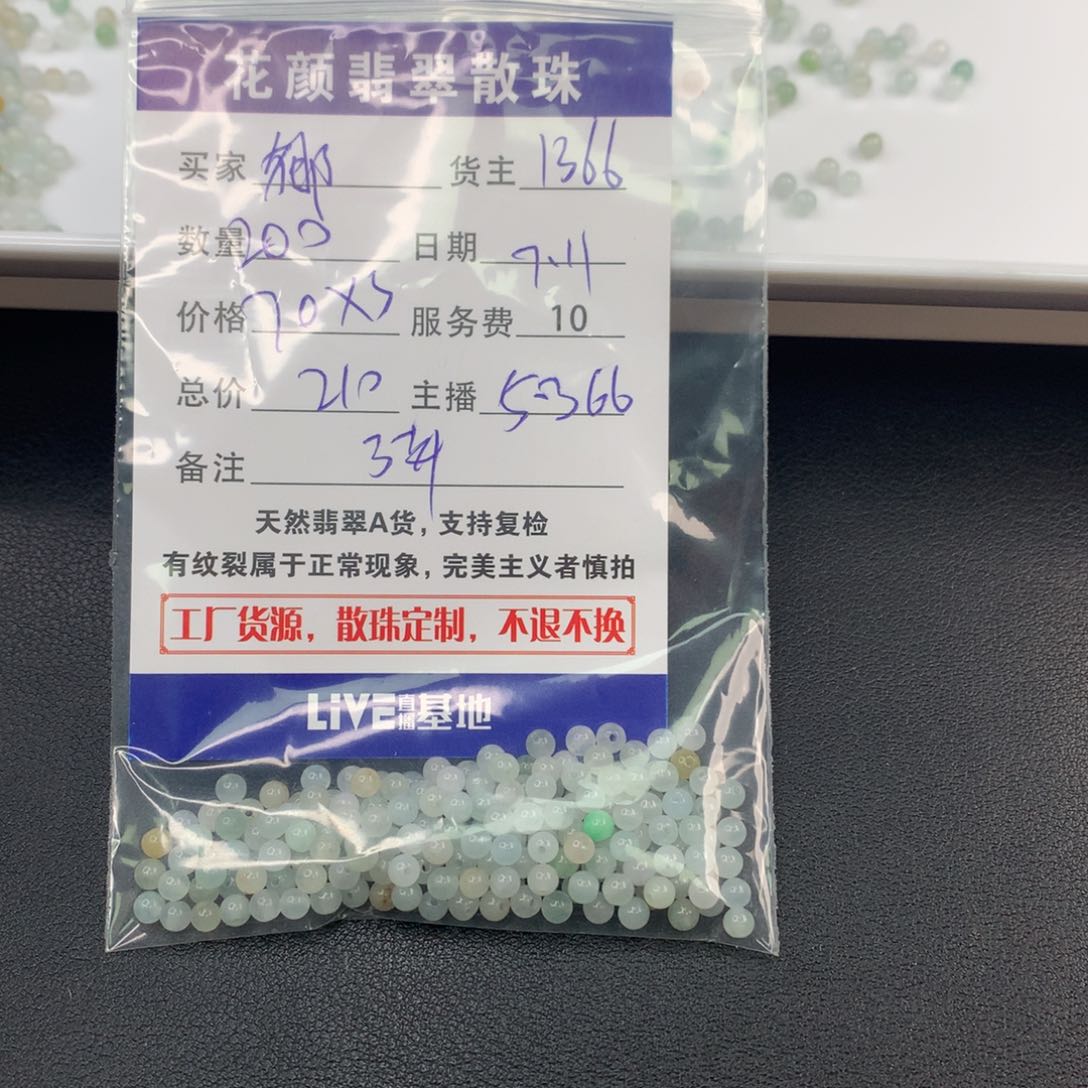 花颜翡翠散珠
买家 娜 货主 1366
数量 200 日期 7.11
价格 70×3 服务费 10
总价 210 主播
备注 3串
天然翡翠A货，支持复检
有纹裂属于正常现象，完美主义者慎拍
工厂货源，散珠定制，不退不换
LIVE直播基地